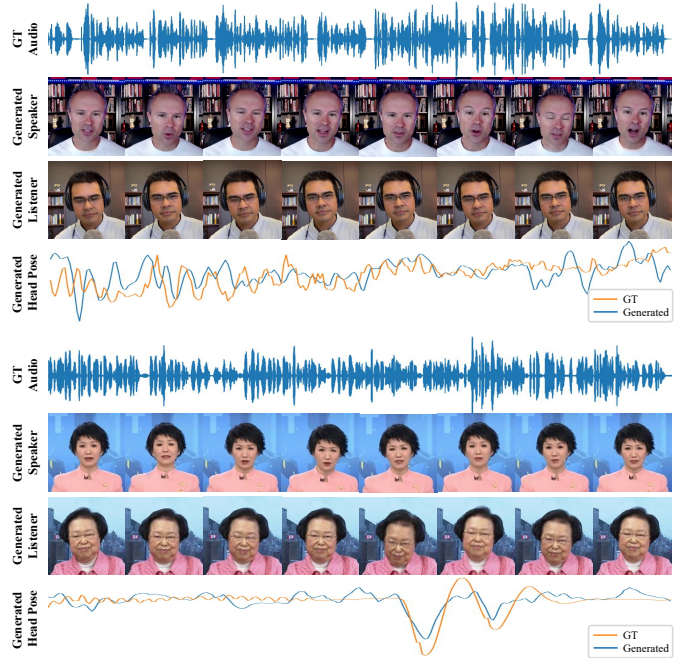 GT
Audio
Generated
Speaker
Generated
Listener
Generated
Head Pose
GT
Generated
GT
Audio
Generated
Speaker
Generated
Listener
Generated
Head Pose
GT
Generated